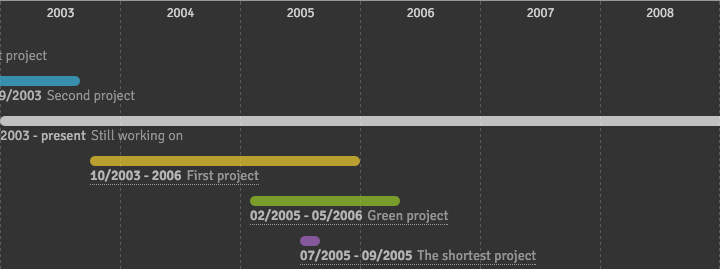 2003 2004 2005 2006 2007 2008
project
9/2003 Second project
2003 - present Still working on
10/2003 - 2006 First project
02/2005 - 05/2006 Green project
07/2005 - 09/2005 The shortest project